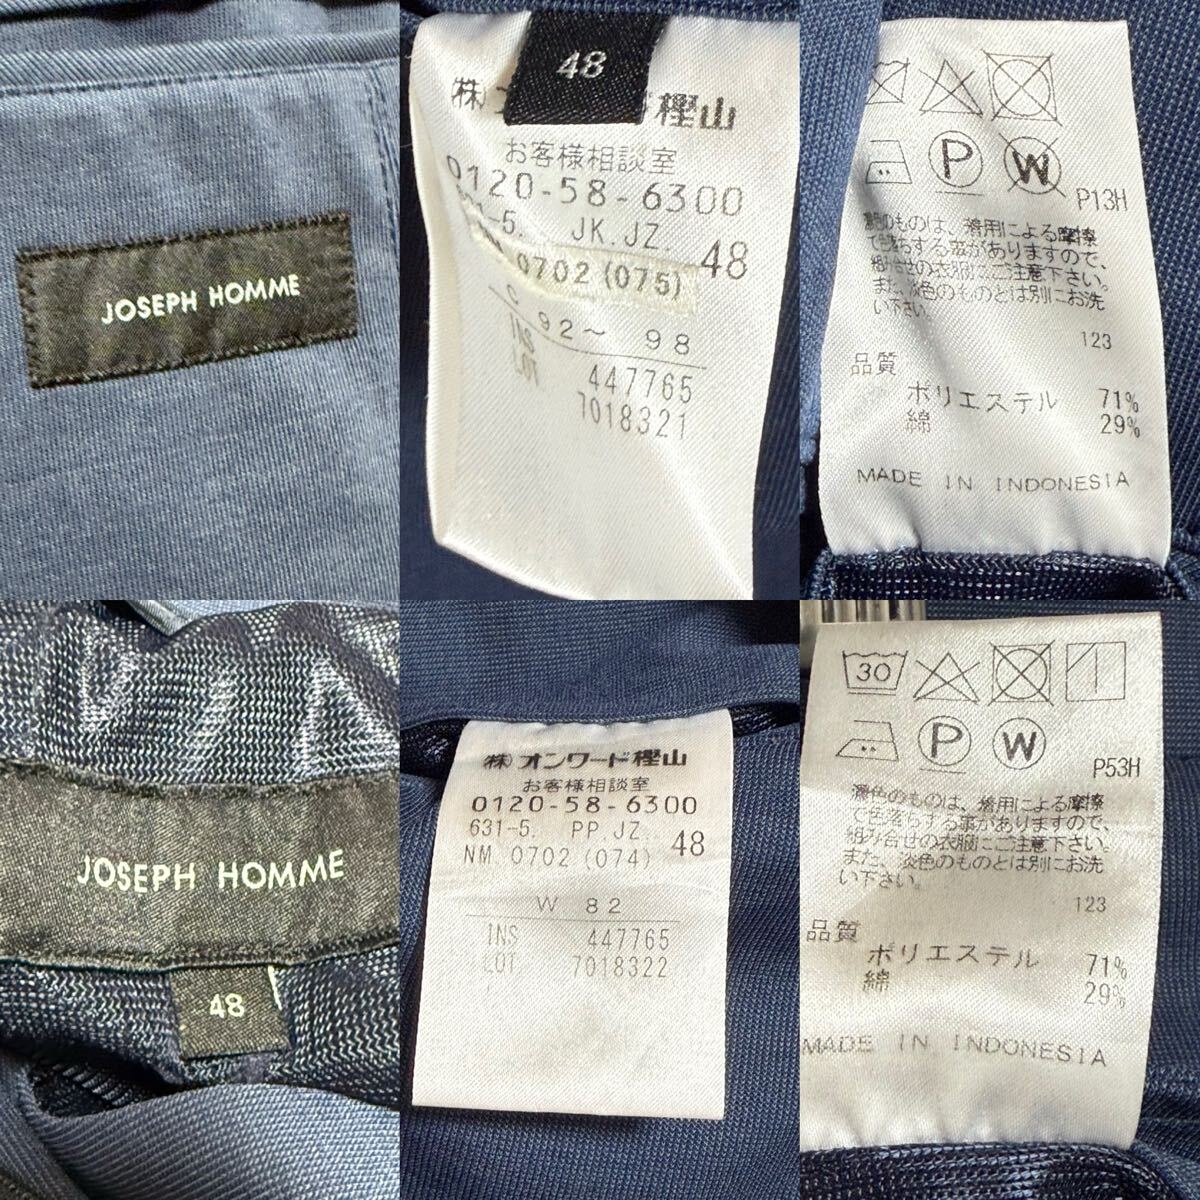 JOSEPH HOMME
48
㈱オ ド樫山
お客様相談室
0120-58-6300
631-5. JK.JZ. 48
0702 (075)
C 92～98
INS 447765
LOT 7018321
P
W
P13H
濃色のものは、着用による摩擦
で色落ちする事がありますので、
組み合せの衣服にご注意下さい。
また、淡色のものとは別にお洗
い下さい。
123
品質
ポリエステル 71%
綿 29%
MADE IN INDONESIA
JOSEPH HOMME
48
㈱オンワード樫山
お客様相談室
0120-58-6300
631-5. PP.JZ. 48
NM. 0702 (074)
W 82
INS 447765
LOT 7018322
30
P
W
P53H
濃色のものは、着用による摩擦
で色落ちする事がありますので、
組み合せの衣服にご注意下さい。
また、淡色のものとは別にお洗
い下さい。
123
品質
ポリエステル 71%
綿 29%
MADE IN INDONESIA